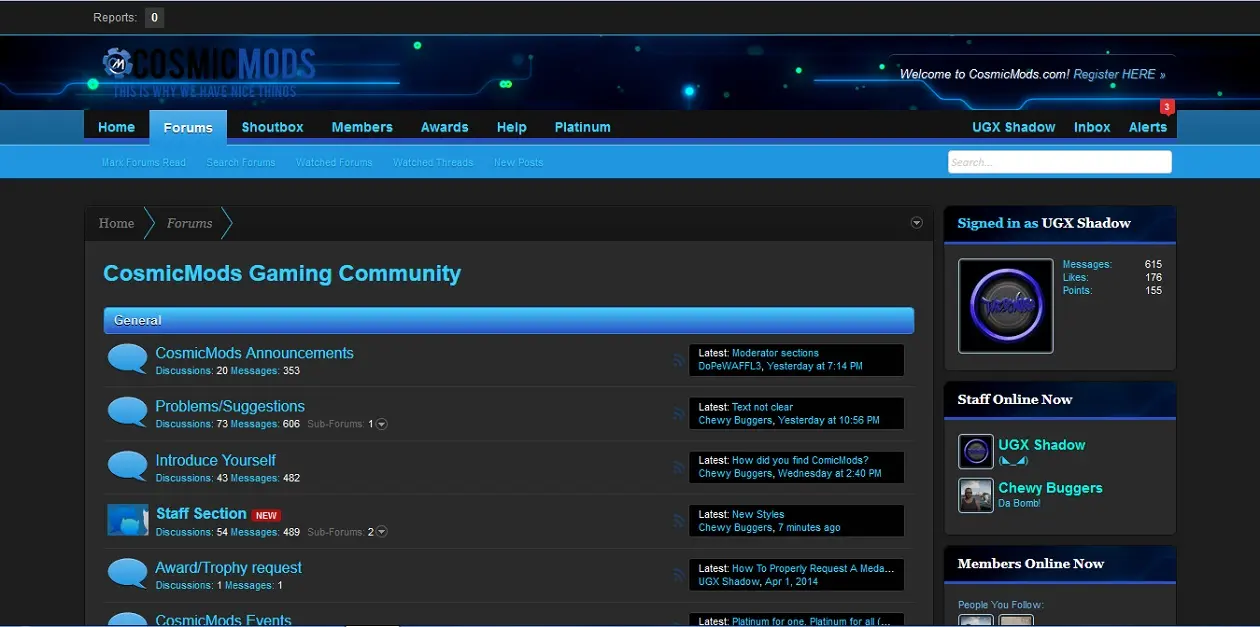 Reports: 0
COSMICMODS
THIS IS WHY WE HAVE NICE THINGS
Welcome to CosmicMods.com! Register HERE »
3
Home Forums Shoutbox Members Awards Help Platinum UGX Shadow Inbox Alerts
Mark Forums Read Search Forums Watched Forums Watched Threads New Posts Search...
Home Forums
CosmicMods Gaming Community
General
CosmicMods Announcements
Discussions: 20 Messages: 353
Latest: Moderator sections
DoPeWAFFL3, Yesterday at 7:14 PM
Problems/Suggestions
Discussions: 73 Messages: 606 Sub-Forums: 1
Latest: Text not clear
Chewy Buggers, Yesterday at 10:56 PM
Introduce Yourself
Discussions: 43 Messages: 482
Latest: How did you find ComicMods?
Chewy Buggers, Wednesday at 2:40 PM
Staff Section NEW
Discussions: 54 Messages: 489 Sub-Forums: 2
Latest: New Styles
Chewy Buggers, 7 minutes ago
Award/Trophy request
Discussions: 1 Messages: 1
Latest: How To Properly Request A Meda...
UGX Shadow, Apr 1, 2014
CosmicMods Events
Latest: Platinum for one, Platinum for all (...
Signed in as UGX Shadow
Messages: 615
Likes: 176
Points: 155
Staff Online Now
UGX Shadow
(◣_◢)
Chewy Buggers
Da Bomb!
Members Online Now
People You Follow: